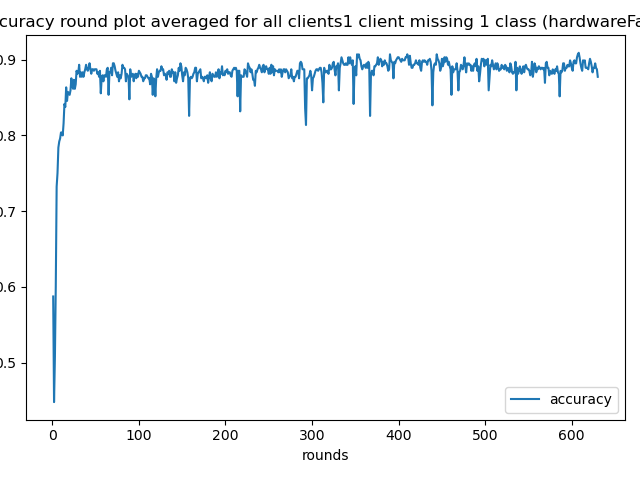 curacy round plot averaged for all clients1 client missing 1 class (hardwareFa
0.9
0.8
0.7
0.6
0.5
0 100 200 300 400 500 600
rounds
accuracy